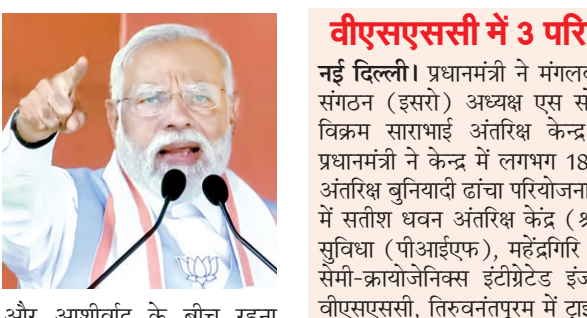 और आशीर्वाद के बीच रहना
वीएसएससी में 3 परि
नई दिल्ली। प्रधानमंत्री ने मंगलव
संगठन (इसरो) अध्यक्ष एस सो
विक्रम साराभाई अंतरिक्ष केन्द्र
प्रधानमंत्री ने केन्द्र में लगभग 18
अंतरिक्ष बुनियादी ढांचा परियोजना
में सतीश धवन अंतरिक्ष केंद्र (श्र
सुविधा (पीआईएफ), महेंद्रगिरि
सेमी-क्रायोजेनिक्स इंटीग्रेटेड इंज
वीएसएससी, तिरुवनंतपुरम में ट्राइ